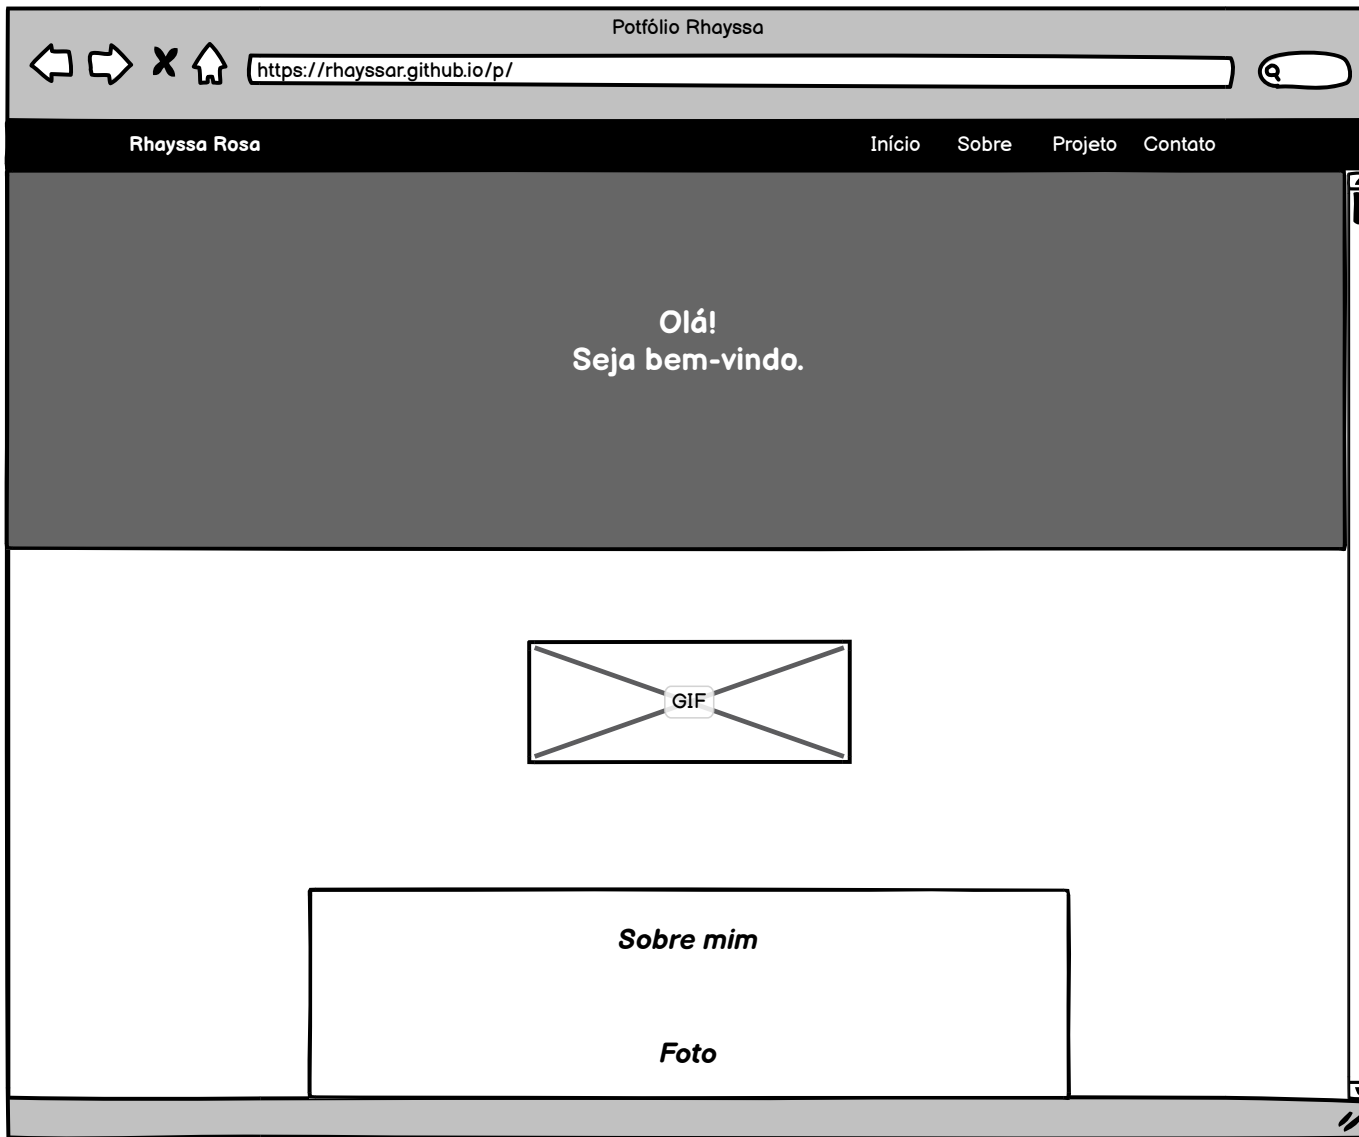 Potfólio Rhayssa
https://rhayssar.github.io/p/
Rhayssa Rosa Início Sobre Projeto Contato
Olá!
Seja bem-vindo.
GIF
Sobre mim
Foto